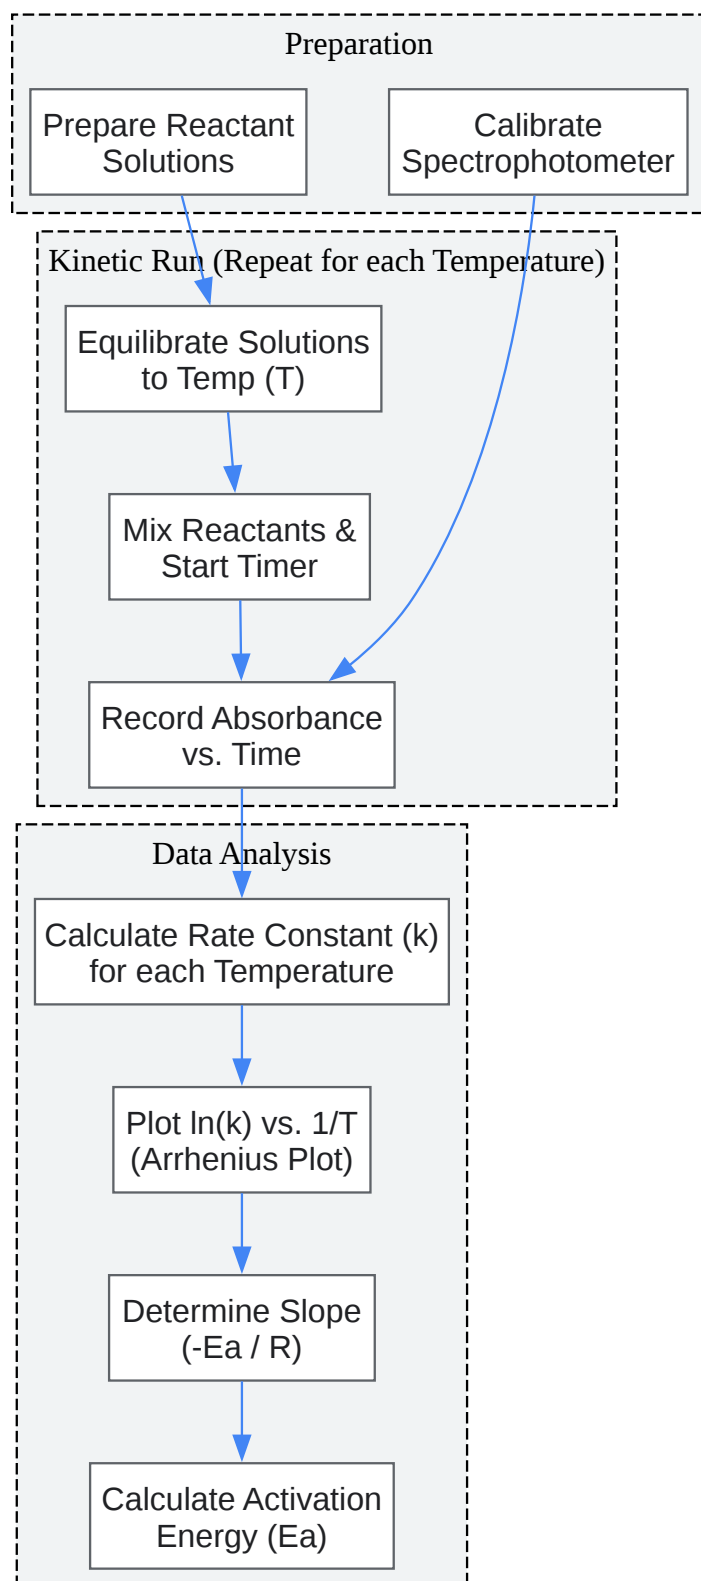 Preparation
Prepare Reactant
Solutions
Calibrate
Spectrophotometer
Kinetic Run (Repeat for each Temperature)
Equilibrate Solutions
to Temp (T)
Mix Reactants &
Start Timer
Record Absorbance
vs. Time
Data Analysis
Calculate Rate Constant (k)
for each Temperature
Plot ln(k) vs. 1/T
(Arrhenius Plot)
Determine Slope
(-Ea / R)
Calculate Activation
Energy (Ea)